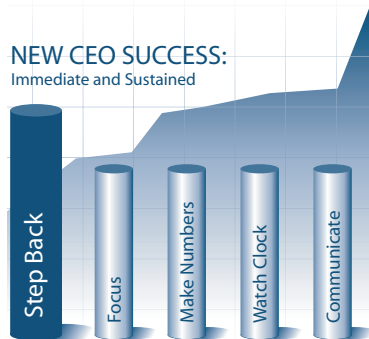 NEW CEO SUCCESS:
Immediate and Sustained
Step Back
Focus
Make Numbers
Watch Clock
Communicate